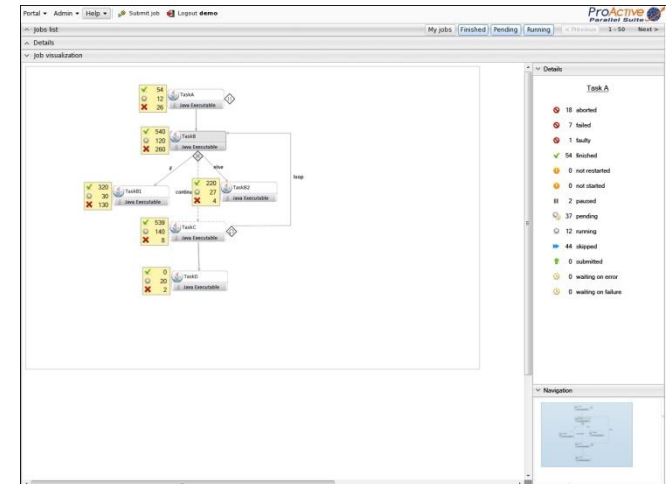 Portal Admin Help Submit job Logout demo
ProActive
Parallel Suite
Jobs list
My jobs Finished Pending Running < Previous 1 - 50 Next >
Details
Job visualization
Details
Task A
18 aborted
7 failed
1 faulty
54 finished
0 not restarted
0 not started
2 paused
37 pending
12 running
44 skipped
0 submitted
0 waiting on error
0 waiting on failure
54
12
26
TaskA
Java Executable
540
120
260
TaskB
Java Executable
if
else
loop
320
30
130
TaskB1
Java Executable
continu
220
27
4
TaskB2
Java Executable
539
140
8
TaskC
Java Executable
0
20
2
TaskD
Java Executable
Navigation